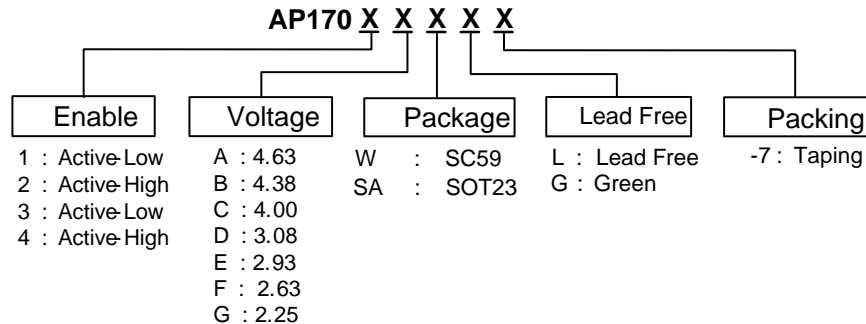 AP170 X X X X X
Enable
Voltage
Package
Lead Free
Packing
1 : Active-Low
2 : Active-High
3 : Active-Low
4 : Active-High
A : 4.63
B : 4.38
C : 4.00
D : 3.08
E : 2.93
F : 2.63
G : 2.25
W : SC59
SA : SOT23
L : Lead Free
G : Green
-7 : Taping